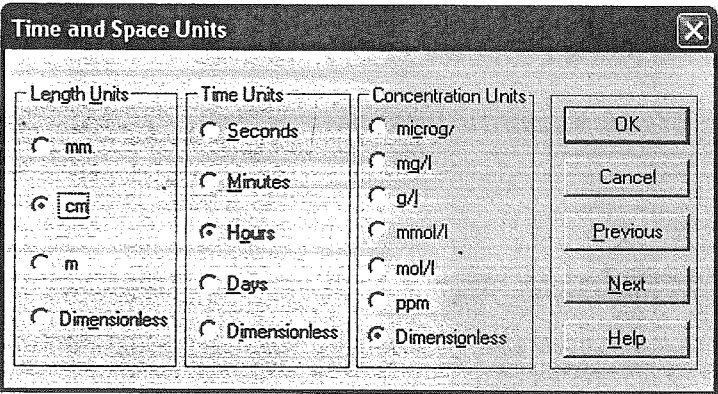 Time and Space Units
Length Units
mm
cm
m
Dimensionless
Time Units
Seconds
Minutes
Hours
Days
Dimensionless
Concentration Units
microg/
mg/l
g/l
mmol/l
mol/l
ppm
Dimensionless
OK
Cancel
Previous
Next
Help